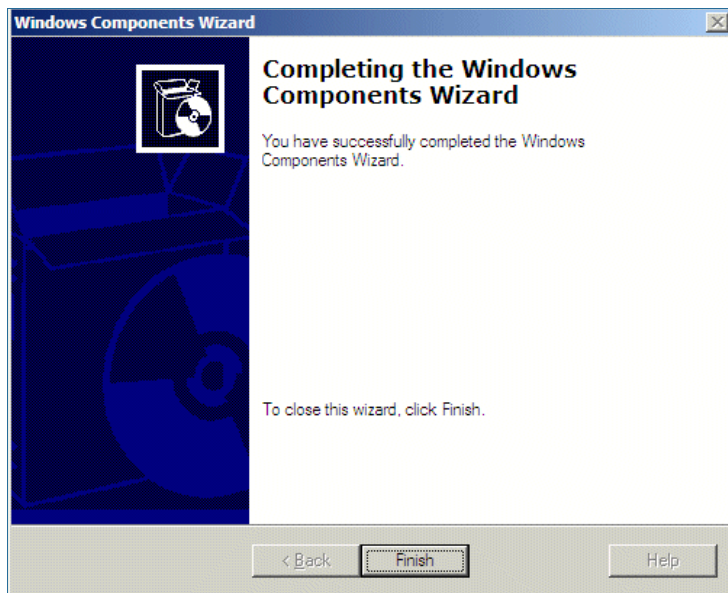 Windows Components Wizard
Completing the Windows
Components Wizard
You have successfully completed the Windows
Components Wizard.
To close this wizard, click Finish.
< Back
Finish
Help